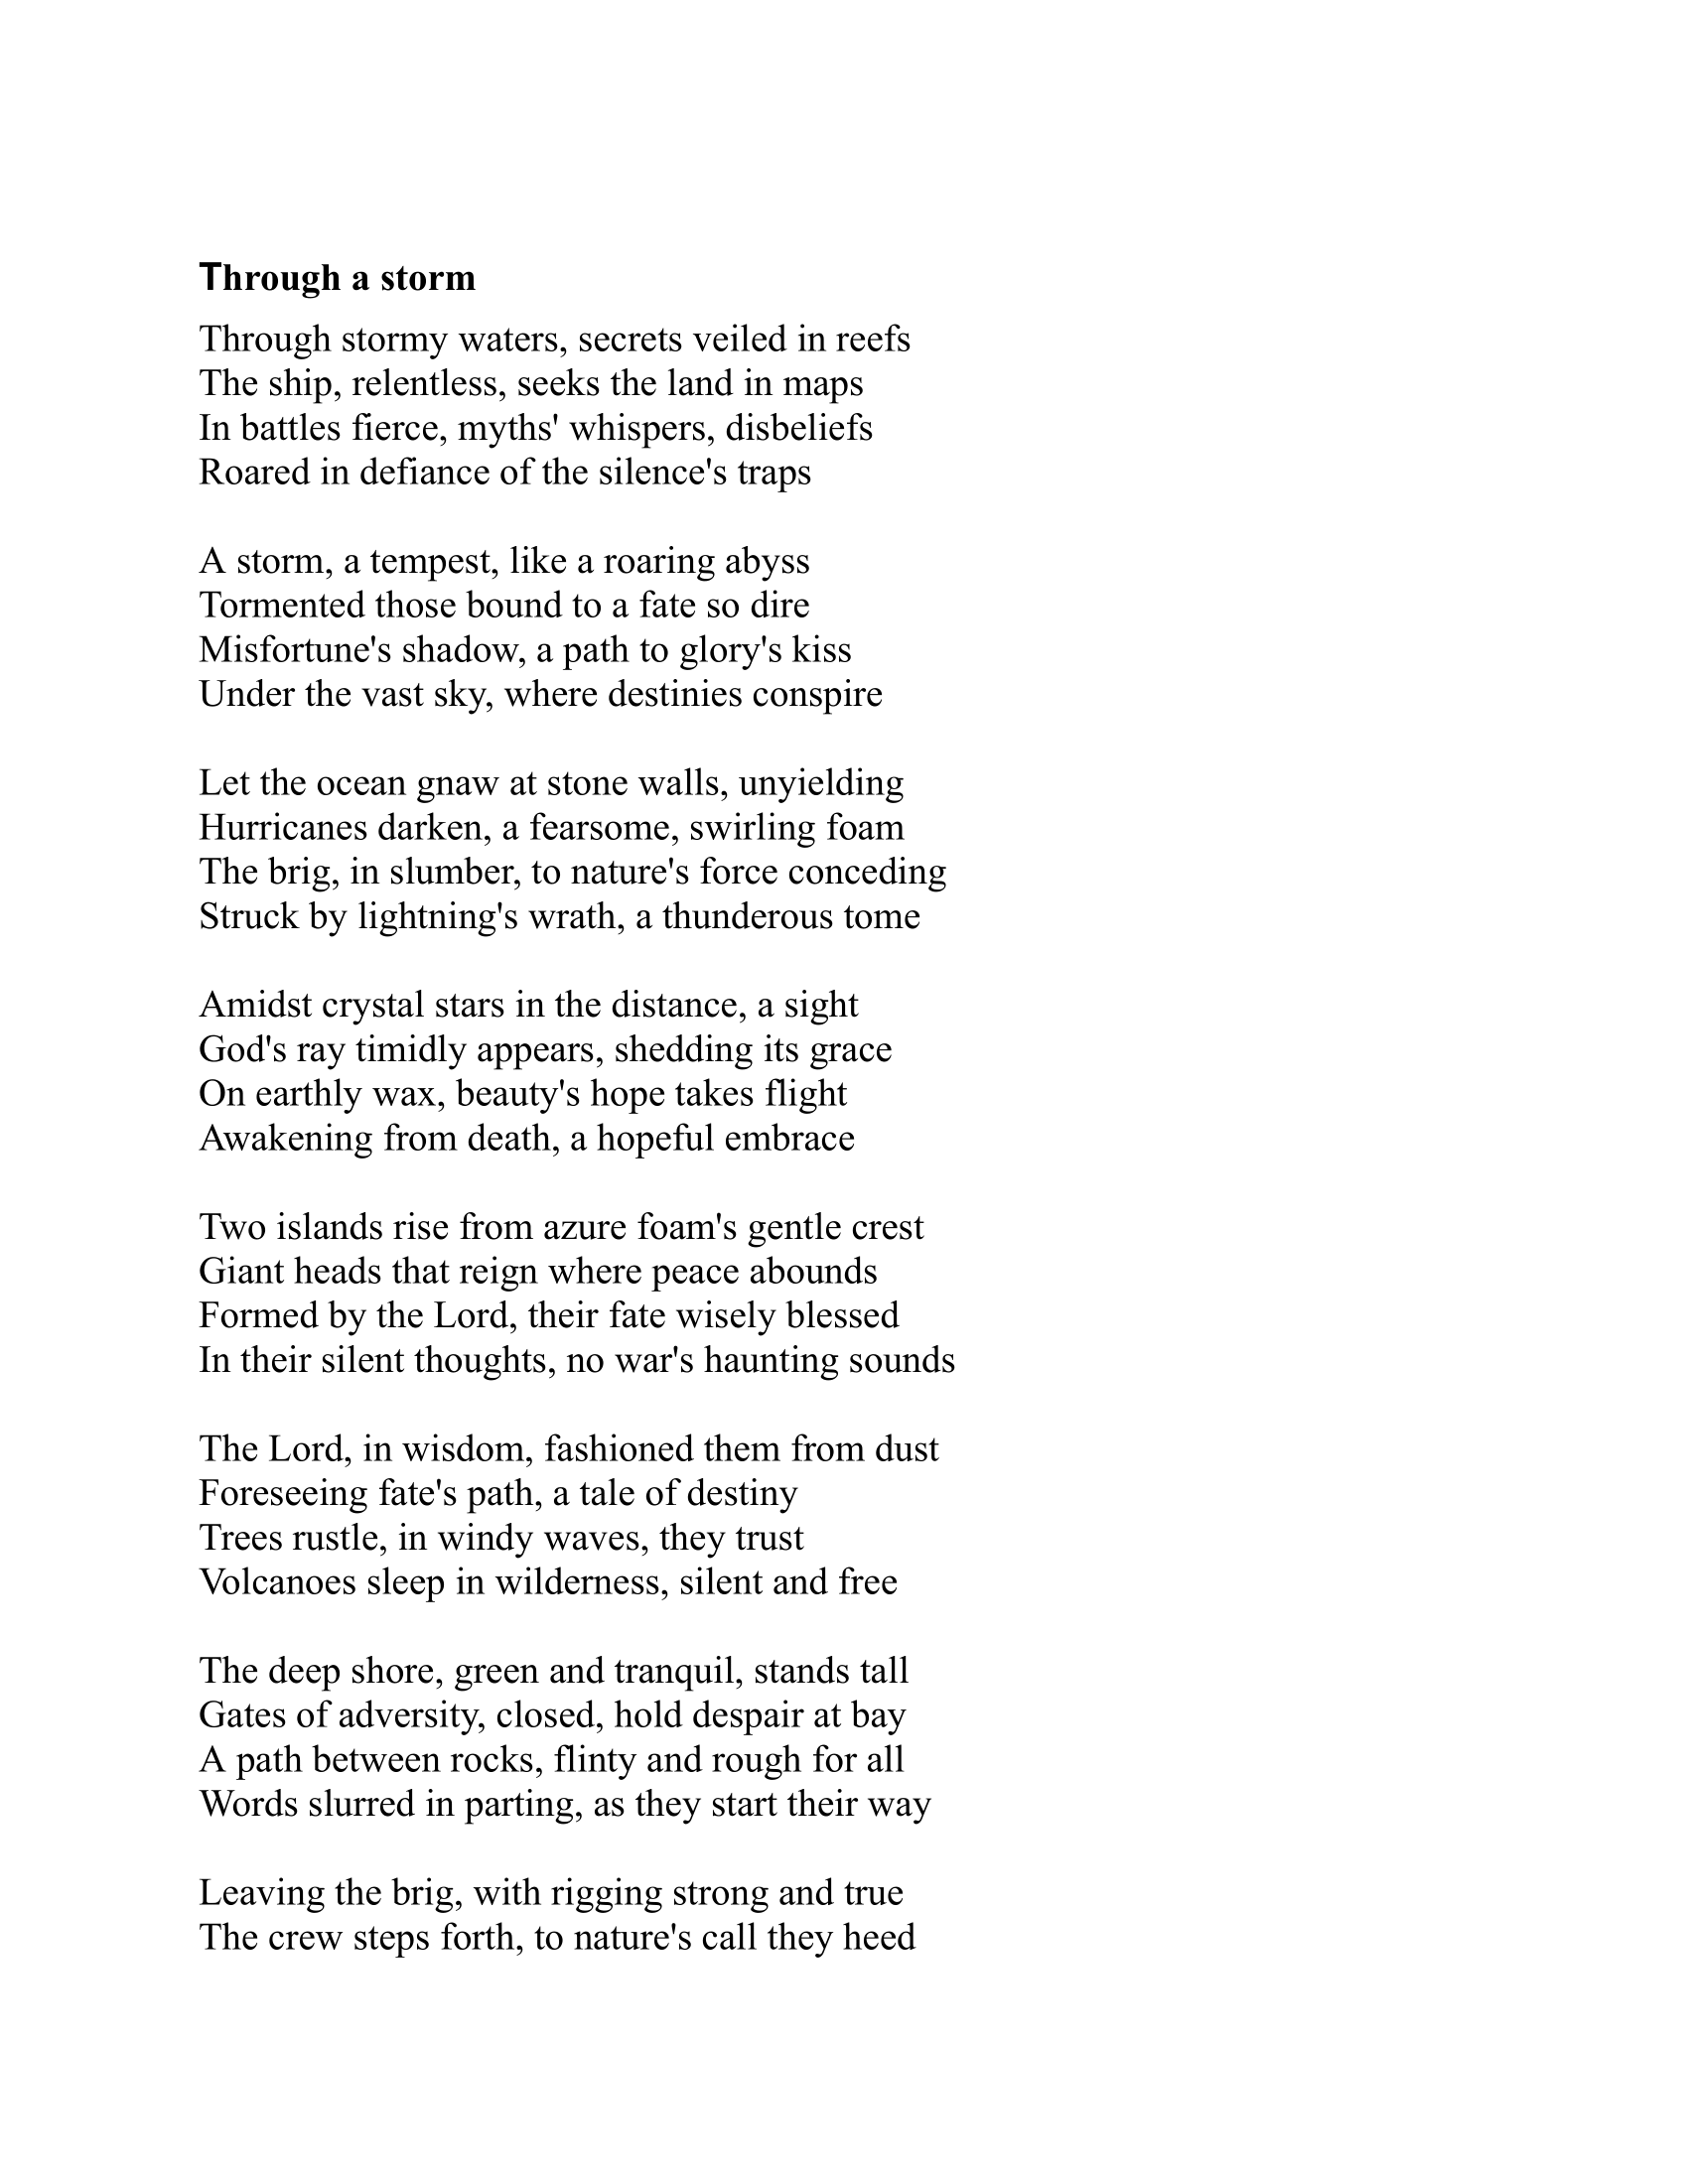 Through a storm
Through stormy waters, secrets veiled in reefs
The ship, relentless, seeks the land in maps
In battles fierce, myths' whispers, disbeliefs
Roared in defiance of the silence's traps
A storm, a tempest, like a roaring abyss
Tormented those bound to a fate so dire
Misfortune's shadow, a path to glory's kiss
Under the vast sky, where destinies conspire
Let the ocean gnaw at stone walls, unyielding
Hurricanes darken, a fearsome, swirling foam
The brig, in slumber, to nature's force conceding
Struck by lightning's wrath, a thunderous tome
Amidst crystal stars in the distance, a sight
God's ray timidly appears, shedding its grace
On earthly wax, beauty's hope takes flight
Awakening from death, a hopeful embrace
Two islands rise from azure foam's gentle crest
Giant heads that reign where peace abounds
Formed by the Lord, their fate wisely blessed
In their silent thoughts, no war's haunting sounds
The Lord, in wisdom, fashioned them from dust
Foreseeing fate's path, a tale of destiny
Trees rustle, in windy waves, they trust
Volcanoes sleep in wilderness, silent and free
The deep shore, green and tranquil, stands tall
Gates of adversity, closed, hold despair at bay
A path between rocks, flinty and rough for all
Words slurred in parting, as they start their way
Leaving the brig, with rigging strong and true
The crew steps forth, to nature's call they heed